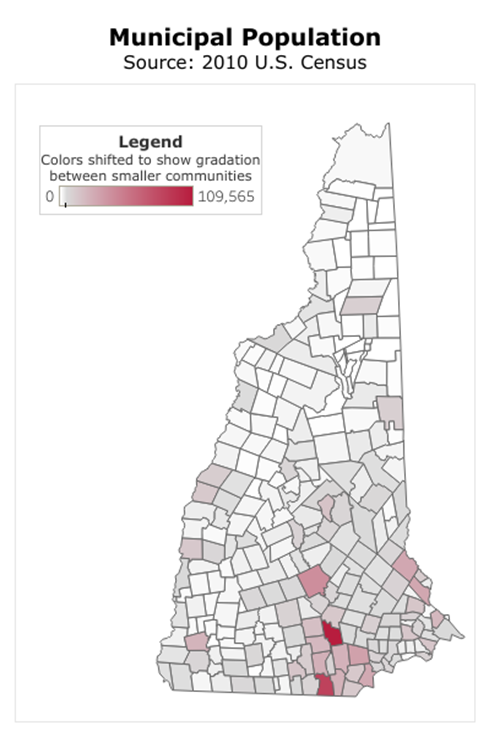 Municipal Population
Source: 2010 U.S. Census
Legend
Colors shifted to show gradation
between smaller communities
0 109,565